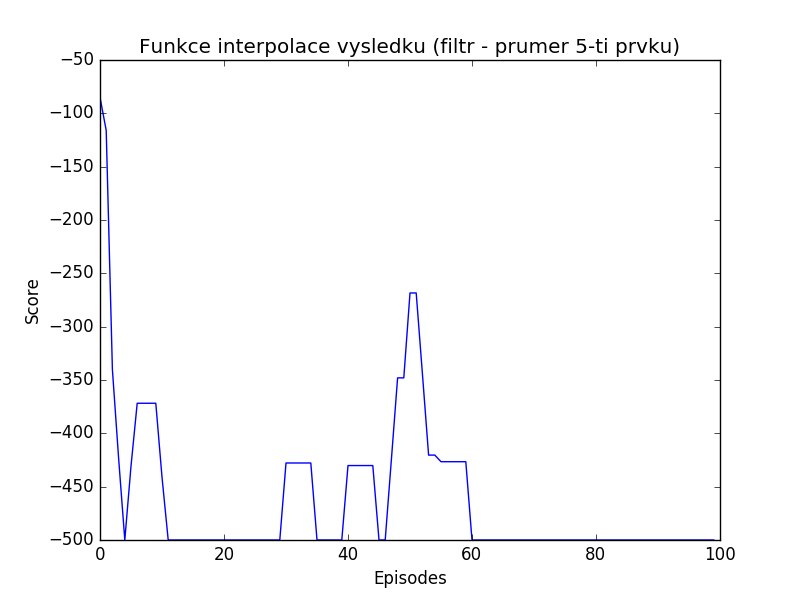 Funkce interpolace vysledku (filtr - prumer 5-ti prvku)
−50
−100
−150
−200
−250
−300
−350
−400
−450
−500
Score
0 20 40 60 80 100
Episodes